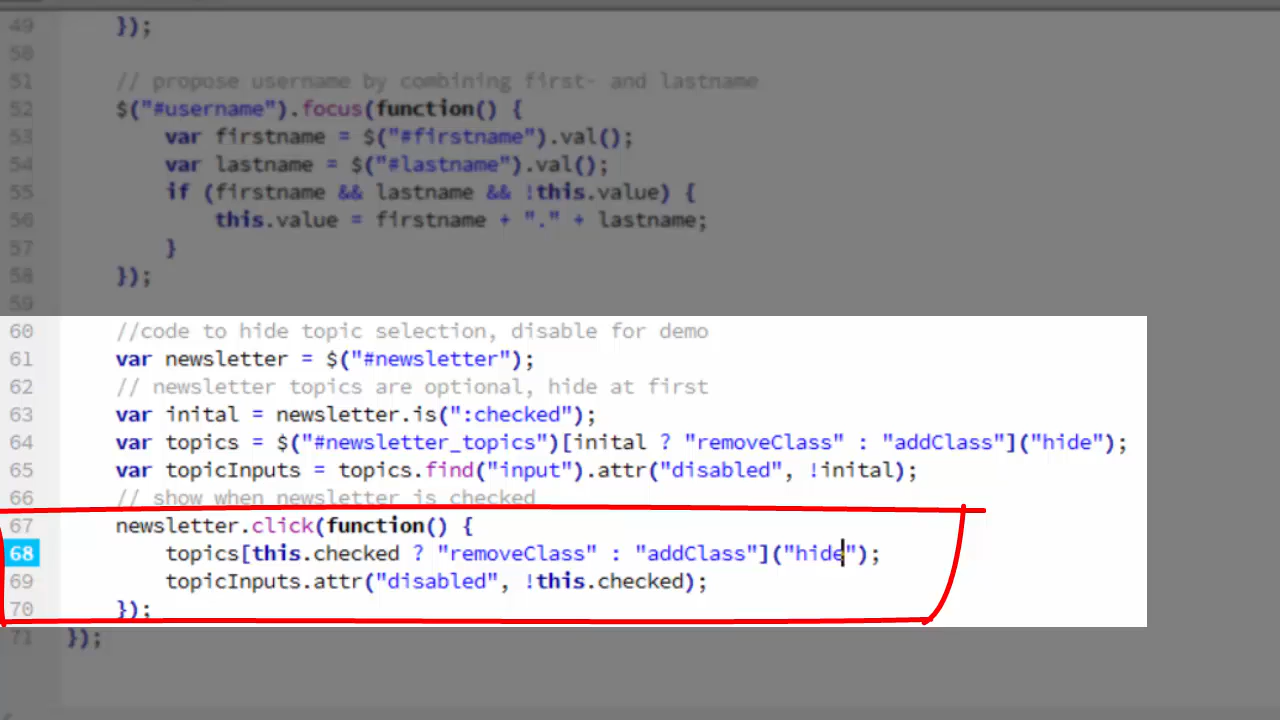 49 });
50
51 // propose username by combining first- and lastname
52 $("#username").focus(function() {
53 var firstname = $("#firstname").val();
54 var lastname = $("#lastname").val();
55 if (firstname && lastname && !this.value) {
56 this.value = firstname + "." + lastname;
57 }
58 });
59
60 //code to hide topic selection, disable for demo
61 var newsletter = $("#newsletter");
62 // newsletter topics are optional, hide at first
63 var inital = newsletter.is(":checked");
64 var topics = $("#newsletter_topics")[inital ? "removeClass" : "addClass"]("hide");
65 var topicInputs = topics.find("input").attr("disabled", !inital);
66 // show when newsletter is checked
67 newsletter.click(function() {
68 topics[this.checked ? "removeClass" : "addClass"]("hide");
69 topicInputs.attr("disabled", !this.checked);
70 });
71 });